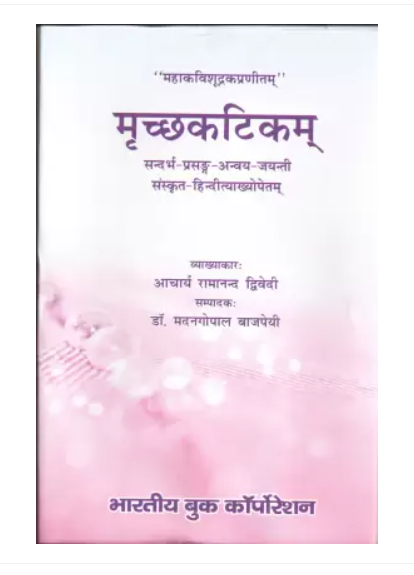 "महाकविशूद्रकप्रणीतम्"
मृच्छकटिकम्
सन्दर्भ-प्रसङ्ग-अन्वय-जयन्ती
संस्कृत-हिन्दीत्याख्योपेतम्
व्याख्याकारः
आचार्य रामानन्द द्विवेदी
सम्पादकः
डॉ. मदनगोपाल बाजपेयी
भारतीय बुक कॉर्पोरेशन